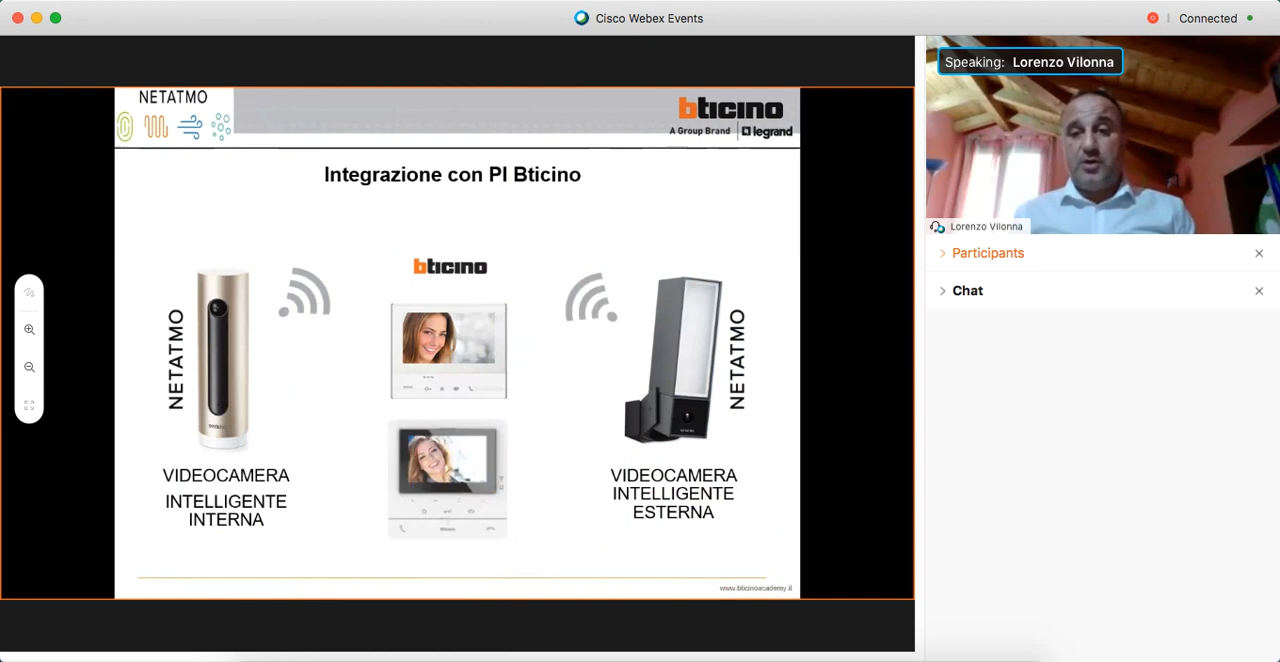 Cisco Webex Events
Connected
Speaking: Lorenzo Vilonna
NETATMO
bticino
A Group Brand
legrand
Integrazione con PI Bticino
bticino
NETATMO
NETATMO
VIDEOCAMERA
INTELLIGENTE
INTERNA
VIDEOCAMERA
INTELLIGENTE
ESTERNA
www.bticinoacademy.it
Lorenzo Vilonna
Participants
Chat